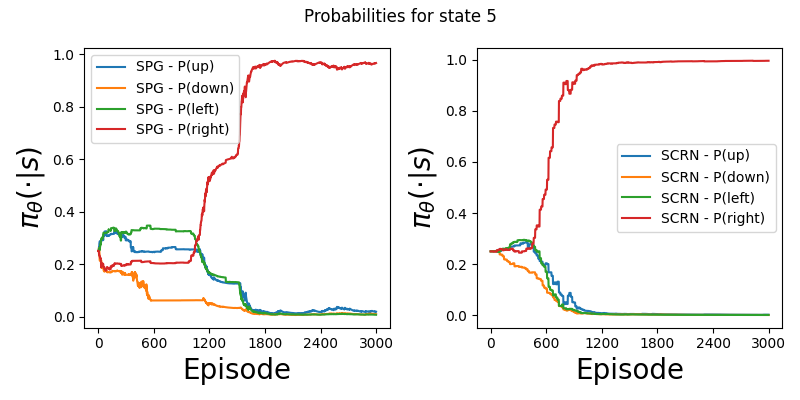 Probabilities for state 5
SPG - P(up)
SPG - P(down)
SPG - P(left)
SPG - P(right)
1.0
0.8
0.6
0.4
0.2
0.0
π_θ(·|s)
0 600 1200 1800 2400 3000
Episode
SCRN - P(up)
SCRN - P(down)
SCRN - P(left)
SCRN - P(right)
1.0
0.8
0.6
0.4
0.2
0.0
π_θ(·|s)
0 600 1200 1800 2400 3000
Episode